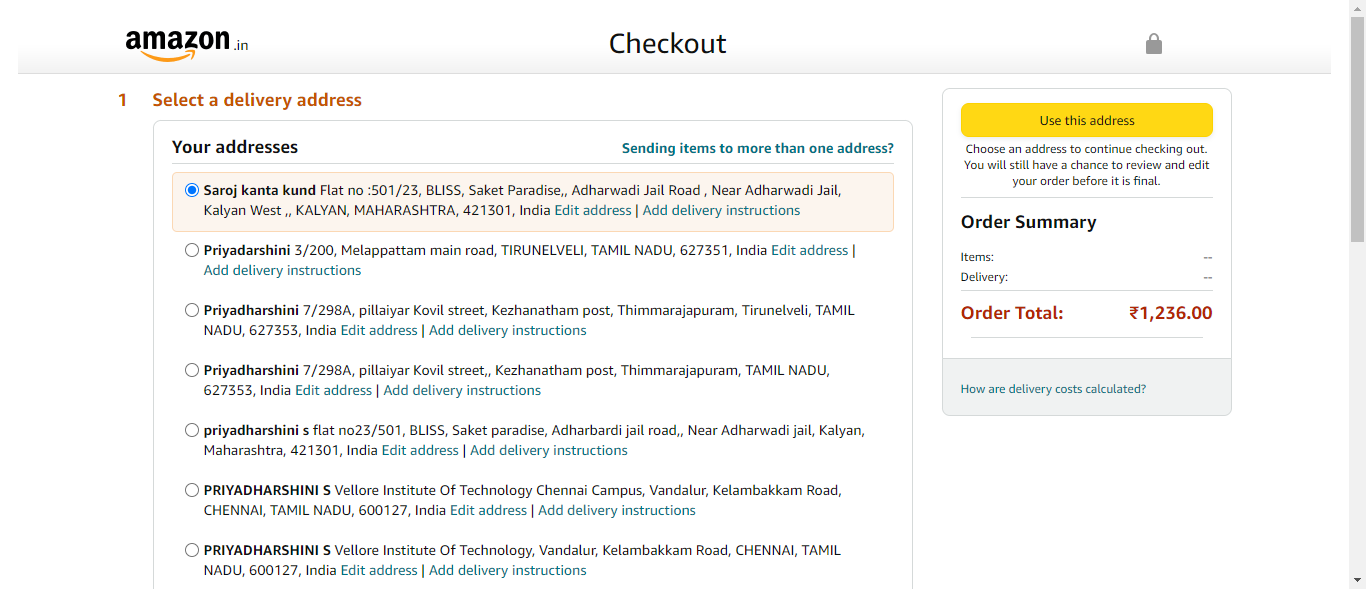 amazon.in
Checkout
1 Select a delivery address
Your addresses
Sending items to more than one address?
Saroj kanta kund Flat no :501/23, BLISS, Saket Paradise,, Adharwadi Jail Road , Near Adharwadi Jail,
Kalyan West ,, KALYAN, MAHARASHTRA, 421301, India Edit address | Add delivery instructions
Priyadarshini 3/200, Melappattam main road, TIRUNELVELI, TAMIL NADU, 627351, India Edit address |
Add delivery instructions
Priyadharshini 7/298A, pillaiyar Kovil street, Kezhanatham post, Thimmarajapuram, Tirunelveli, TAMIL
NADU, 627353, India Edit address | Add delivery instructions
Priyadharshini 7/298A, pillaiyar Kovil street,, Kezhanatham post, Thimmarajapuram, TAMIL NADU,
627353, India Edit address | Add delivery instructions
priyadharshini s flat no23/501, BLISS, Saket paradise, Adharbardi jail road,, Near Adharwadi jail, Kalyan,
Maharashtra, 421301, India Edit address | Add delivery instructions
PRIYADHARSHINI S Vellore Institute Of Technology Chennai Campus, Vandalur, Kelambakkam Road,
CHENNAI, TAMIL NADU, 600127, India Edit address | Add delivery instructions
PRIYADHARSHINI S Vellore Institute Of Technology, Vandalur, Kelambakkam Road, CHENNAI, TAMIL
NADU, 600127, India Edit address | Add delivery instructions
Use this address
Choose an address to continue checking out.
You will still have a chance to review and edit
your order before it is final.
Order Summary
Items: --
Delivery: --
Order Total: ₹1,236.00
How are delivery costs calculated?